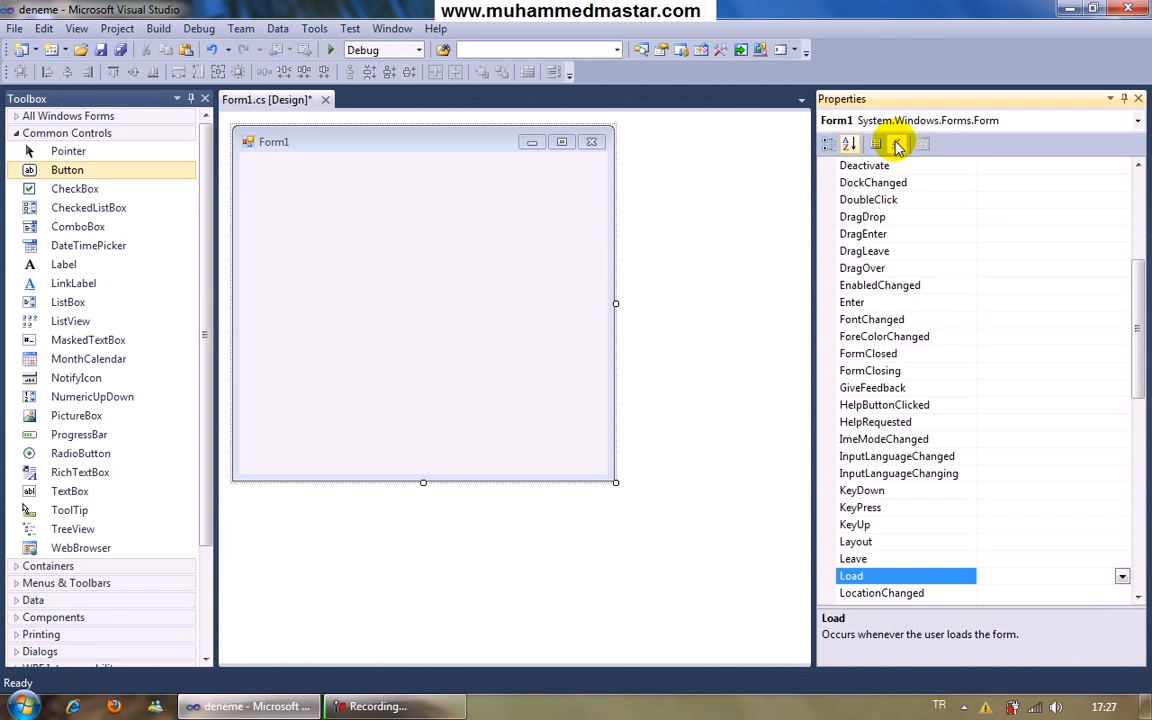 deneme - Microsoft Visual Studio
www.muhammedmastar.com
File Edit View Project Build Debug Team Data Tools Test Window Help
Debug
Toolbox
All Windows Forms
Common Controls
Pointer
Button
CheckBox
CheckedListBox
ComboBox
DateTimePicker
Label
LinkLabel
ListBox
ListView
MaskedTextBox
MonthCalendar
NotifyIcon
NumericUpDown
PictureBox
ProgressBar
RadioButton
RichTextBox
TextBox
ToolTip
TreeView
WebBrowser
Containers
Menus & Toolbars
Data
Components
Printing
Dialogs
Form1.cs [Design]*
Form1
Properties
Form1 System.Windows.Forms.Form
Deactivate
DockChanged
DoubleClick
DragDrop
DragEnter
DragLeave
DragOver
EnabledChanged
Enter
FontChanged
ForeColorChanged
FormClosed
FormClosing
GiveFeedback
HelpButtonClicked
HelpRequested
ImeModeChanged
InputLanguageChanged
InputLanguageChanging
KeyDown
KeyPress
KeyUp
Layout
Leave
Load
LocationChanged
Load
Occurs whenever the user loads the form.
Ready
deneme - Microsoft ...
Recording...
TR
17:27